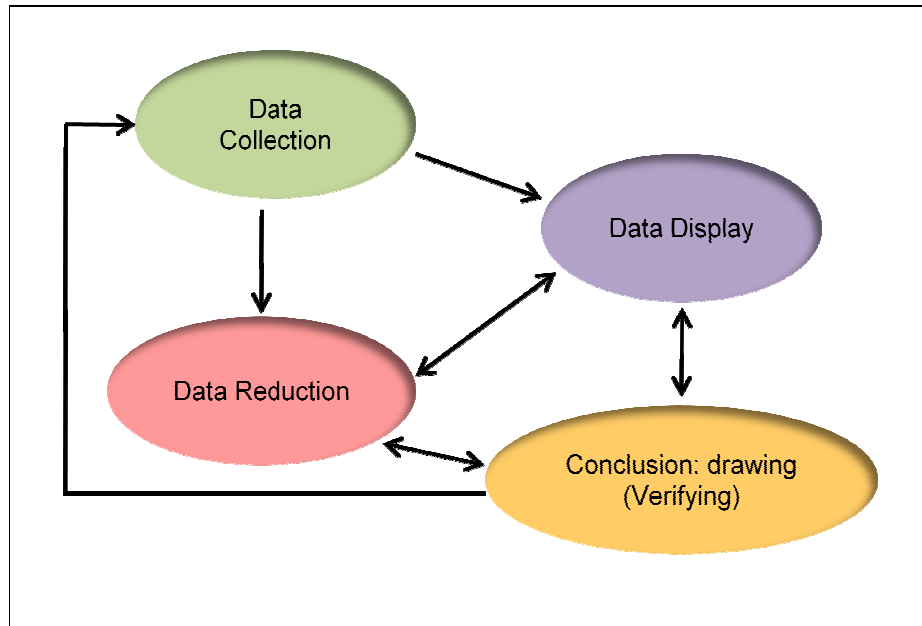 Data
Collection
Data Display
Data Reduction
Conclusion: drawing
(Verifying)